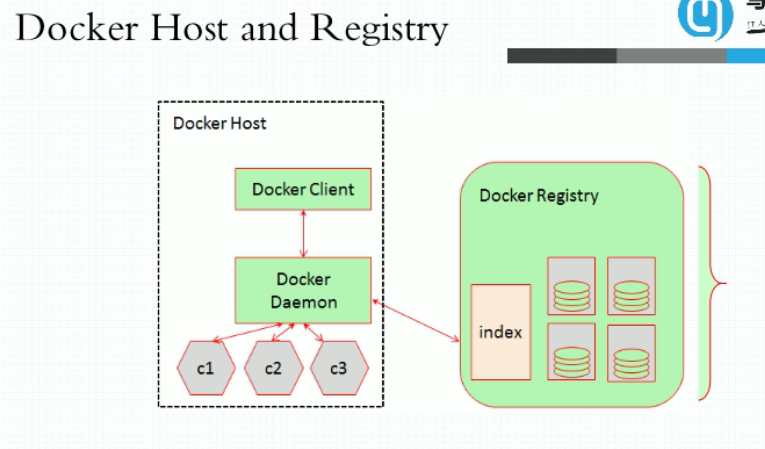 Docker Host and Registry
Docker Host
Docker Client
Docker
Daemon
c1
c2
c3
Docker Registry
index